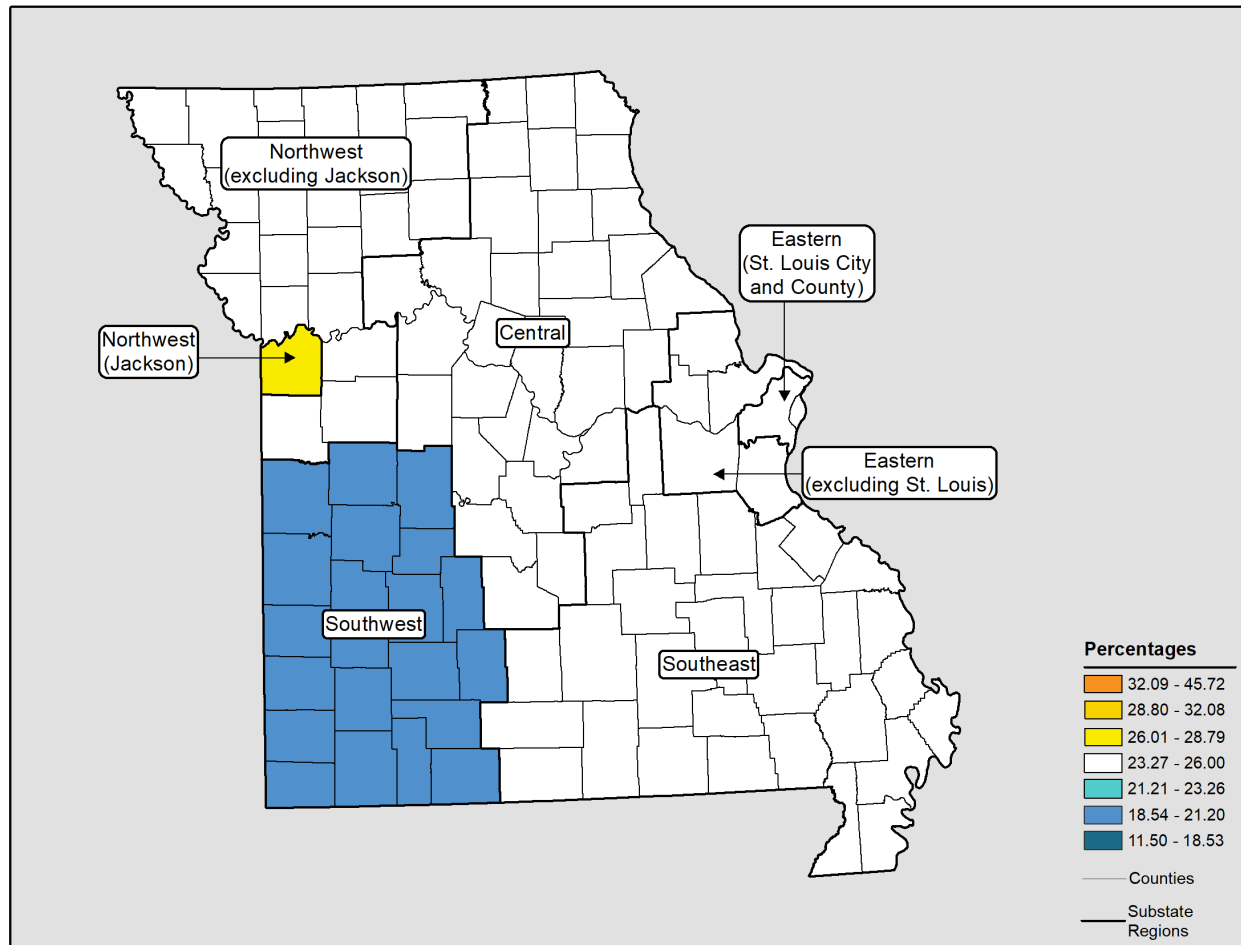 Northwest
(excluding Jackson)
Eastern
(St. Louis City
and County)
Northwest
(Jackson)
Central
Eastern
(excluding St. Louis)
Southwest
Southeast
Percentages
32.09 - 45.72
28.80 - 32.08
26.01 - 28.79
23.27 - 26.00
21.21 - 23.26
18.54 - 21.20
11.50 - 18.53
Counties
Substate
Regions